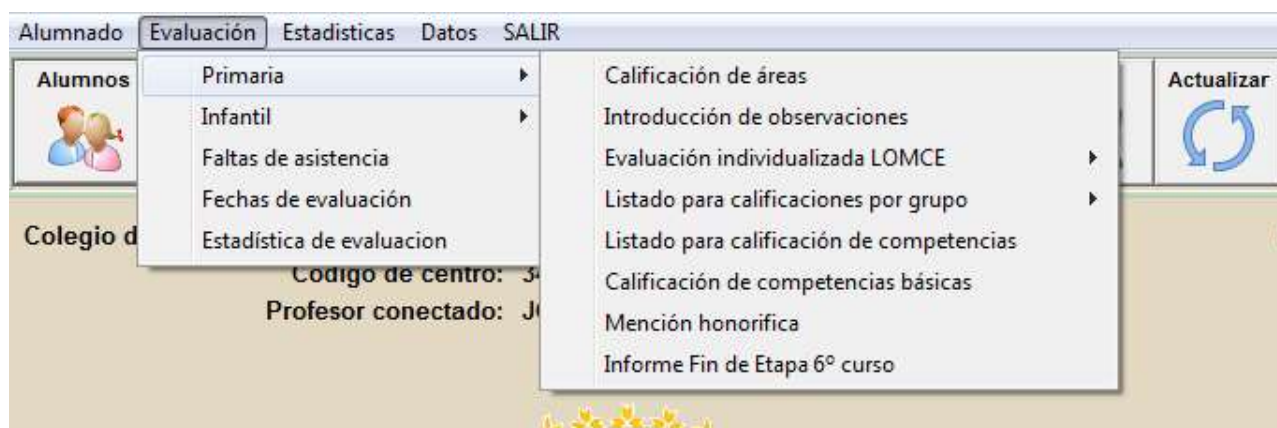 Alumnado Evaluación Estadisticas Datos SALIR
Alumnos
Actualizar
Primaria
Infantil
Faltas de asistencia
Fechas de evaluación
Estadística de evaluacion
Calificación de áreas
Introducción de observaciones
Evaluación individualizada LOMCE
Listado para calificaciones por grupo
Listado para calificación de competencias
Calificación de competencias básicas
Mención honorifica
Informe Fin de Etapa 6º curso
Colegio d
Código de centro:
Profesor conectado: